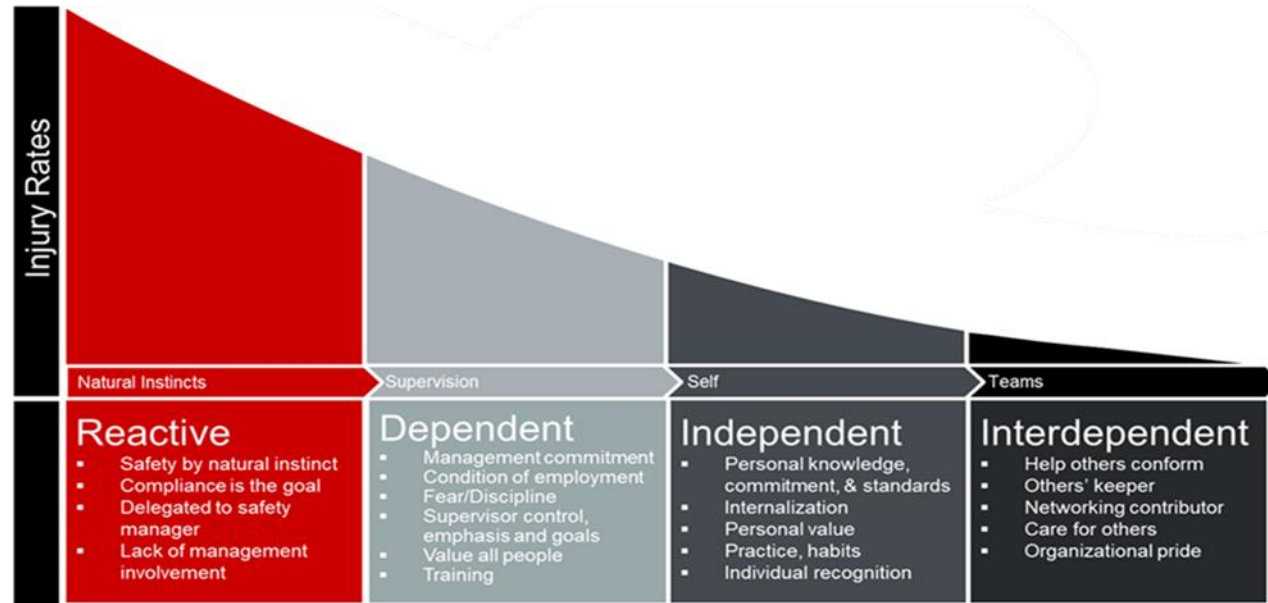 Injury Rates
Natural Instincts
Supervision
Self
Teams
Reactive
▪ Safety by natural instinct
▪ Compliance is the goal
▪ Delegated to safety
manager
▪ Lack of management
involvement
Dependent
▪ Management commitment
▪ Condition of employment
▪ Fear/Discipline
▪ Supervisor control,
emphasis and goals
▪ Value all people
▪ Training
Independent
▪ Personal knowledge,
commitment, & standards
▪ Internalization
▪ Personal value
▪ Practice, habits
▪ Individual recognition
Interdependent
▪ Help others conform
▪ Others' keeper
▪ Networking contributor
▪ Care for others
▪ Organizational pride